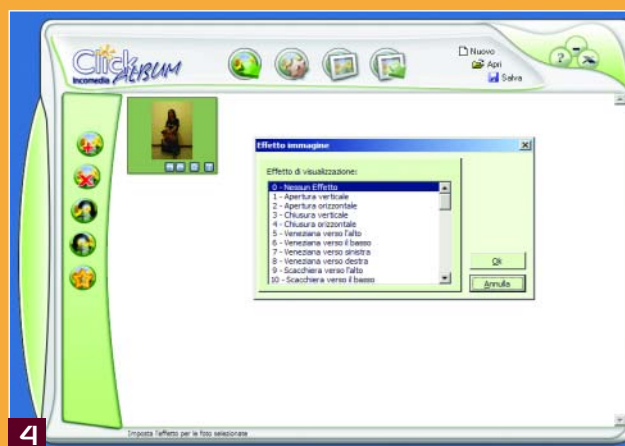 Click
ALBUM
Incomedia
Nuovo
Apri
Salva
?
Effetto immagine
Effetto di visualizzazione:
0 - Nessun Effetto
1 - Apertura verticale
2 - Apertura orizzontale
3 - Chiusura verticale
4 - Chiusura orizzontale
5 - Veneziana verso l'alto
6 - Veneziana verso il basso
7 - Veneziana verso sinistra
8 - Veneziana verso destra
9 - Scacchiera verso l'alto
10 - Scacchiera verso il basso
Ok
Annulla
Imposta l'effetto per le foto selezionate
4